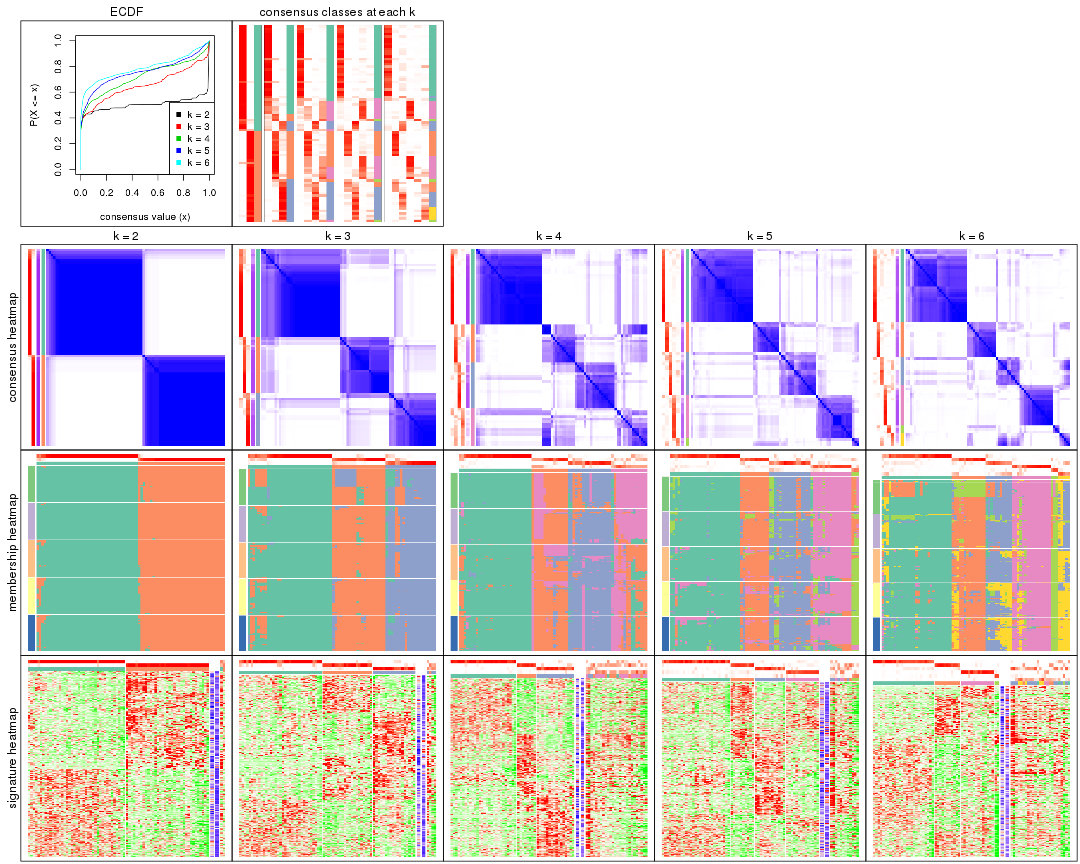 ECDF
consensus classes at each k
P(X <= x)
0.0 0.2 0.4 0.6 0.8 1.0
k = 2
k = 3
k = 4
k = 5
k = 6
0.0 0.2 0.4 0.6 0.8 1.0
consensus value (x)
k = 2 k = 3 k = 4 k = 5 k = 6
consensus heatmap
membership heatmap
signature heatmap